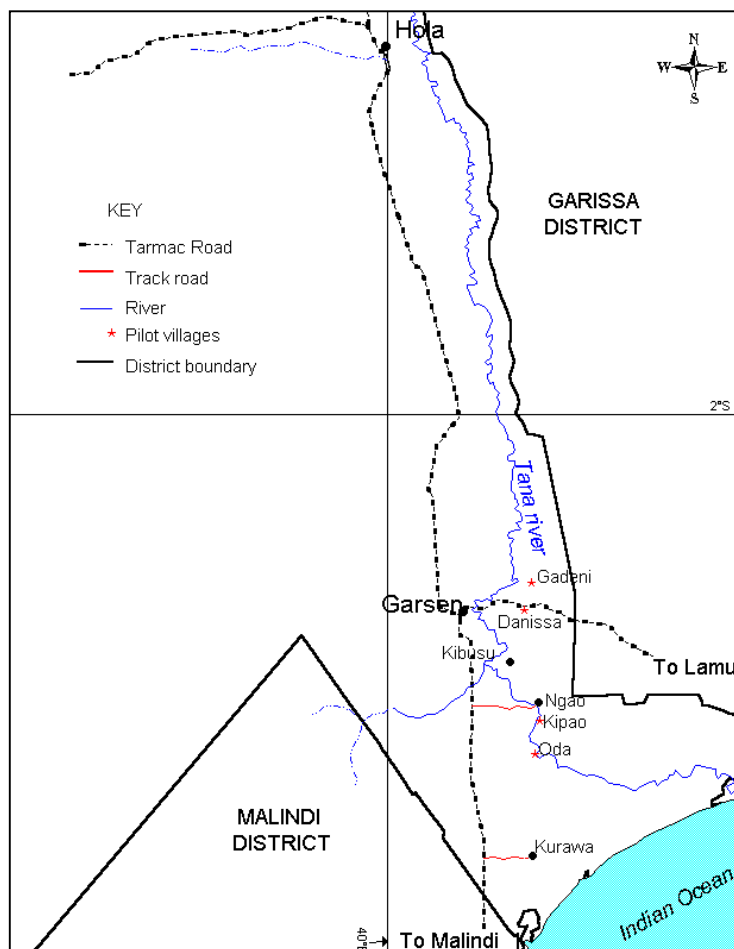 Hola
N
W E
S
GARISSA
DISTRICT
KEY
Tarmac Road
Track road
River
Pilot villages
District boundary
2°S
Tana river
Gadeni
Garsen
Danissa
Kibusu
To Lamu
Ngao
Kipao
Oda
MALINDI
DISTRICT
Kurawa
Indian Ocean
40°E
To Malindi